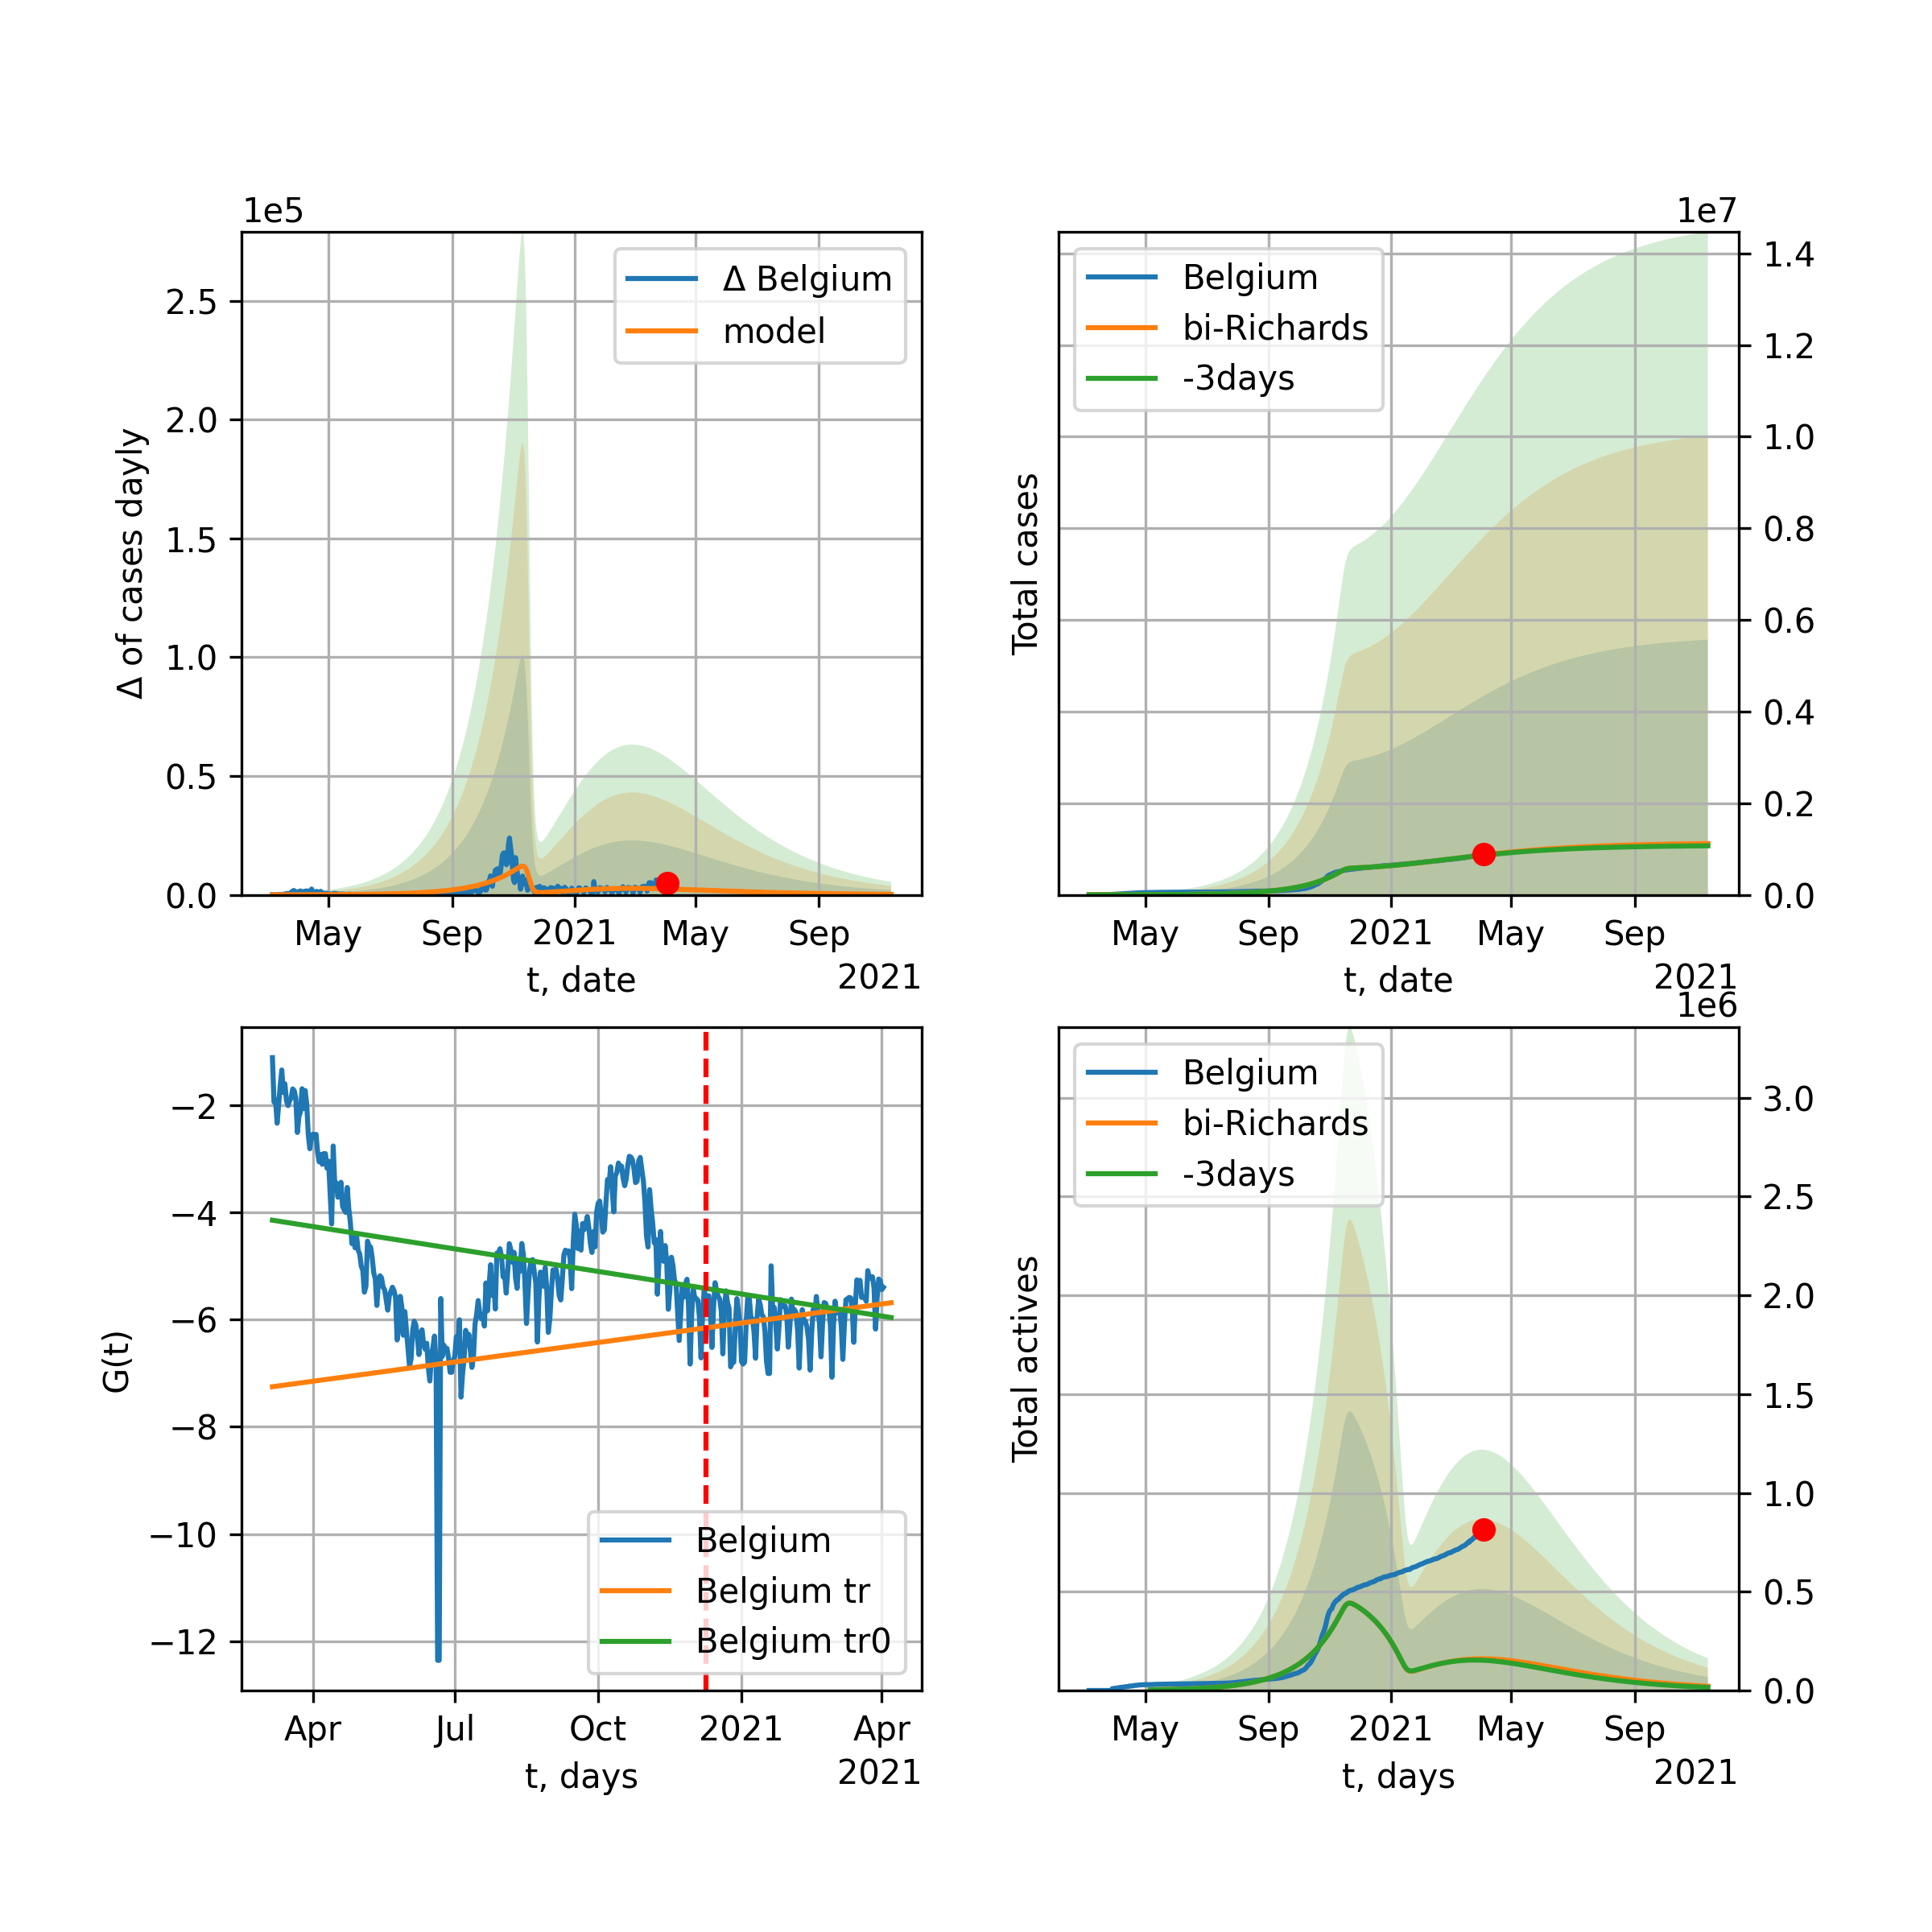 1e5
2.5
2.0
1.5
1.0
0.5
0.0
Δ of cases dayly
Δ Belgium
model
May
Sep
2021
May
Sep
t, date
2021
1e7
1.4
1.2
1.0
0.8
0.6
0.4
0.2
0.0
Total cases
Belgium
bi-Richards
-3days
May
Sep
2021
May
Sep
t, date
2021
−2
−4
−6
−8
−10
−12
G(t)
Belgium
Belgium tr
Belgium tr0
Apr
Jul
Oct
2021
Apr
t, days
2021
1e6
3.0
2.5
2.0
1.5
1.0
0.5
0.0
Total actives
Belgium
bi-Richards
-3days
May
Sep
2021
May
Sep
t, days
2021